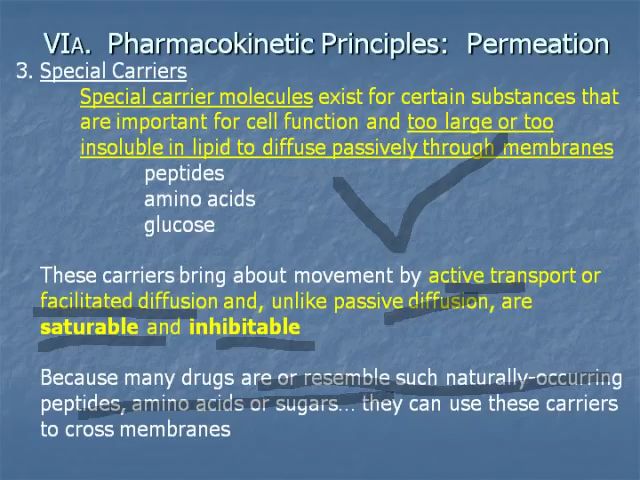 VIA. Pharmacokinetic Principles: Permeation
3. Special Carriers
Special carrier molecules exist for certain substances that
are important for cell function and too large or too
insoluble in lipid to diffuse passively through membranes
peptides
amino acids
glucose
These carriers bring about movement by active transport or
facilitated diffusion and, unlike passive diffusion, are
saturable and inhibitable
Because many drugs are or resemble such naturally-occurring
peptides, amino acids or sugars... they can use these carriers
to cross membranes